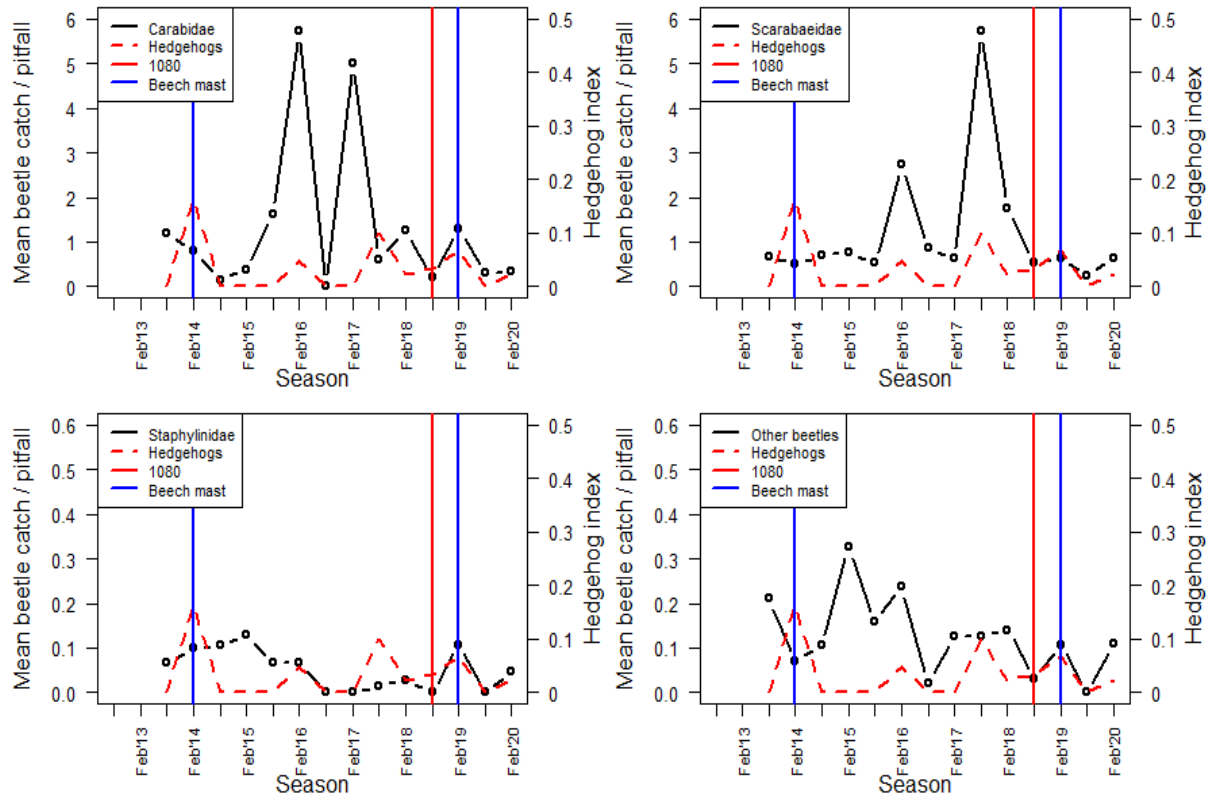 Mean beetle catch / pitfall
6
5
4
3
2
1
0
Carabidae
Hedgehogs
1080
Beech mast
0.5
0.4
0.3
0.2
0.1
0
Hedgehog index
Feb'13
Feb'14
Feb'15
Feb'16
Feb'17
Feb'18
Feb'19
Feb'20
Season
Mean beetle catch / pitfall
6
5
4
3
2
1
0
Scarabaeidae
Hedgehogs
1080
Beech mast
0.5
0.4
0.3
0.2
0.1
0
Hedgehog index
Feb'13
Feb'14
Feb'15
Feb'16
Feb'17
Feb'18
Feb'19
Feb'20
Season
Mean beetle catch / pitfall
0.6
0.5
0.4
0.3
0.2
0.1
0.0
Staphylinidae
Hedgehogs
1080
Beech mast
0.5
0.4
0.3
0.2
0.1
0
Hedgehog index
Feb'13
Feb'14
Feb'15
Feb'16
Feb'17
Feb'18
Feb'19
Feb'20
Season
Mean beetle catch / pitfall
0.6
0.5
0.4
0.3
0.2
0.1
0.0
Other beetles
Hedgehogs
1080
Beech mast
0.5
0.4
0.3
0.2
0.1
0
Hedgehog index
Feb'13
Feb'14
Feb'15
Feb'16
Feb'17
Feb'18
Feb'19
Feb'20
Season